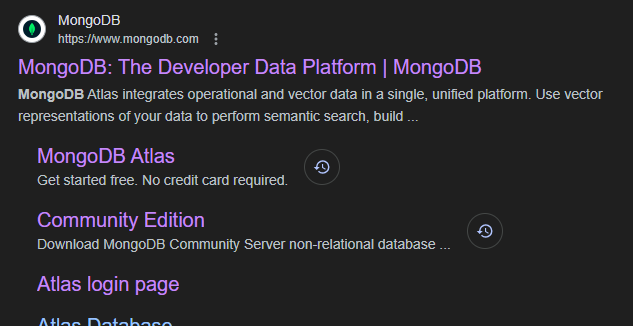 MongoDB
https://www.mongodb.com
MongoDB: The Developer Data Platform | MongoDB
MongoDB Atlas integrates operational and vector data in a single, unified platform. Use vector
representations of your data to perform semantic search, build ...
MongoDB Atlas
Get started free. No credit card required.
Community Edition
Download MongoDB Community Server non-relational database ...
Atlas login page
Atlas Database